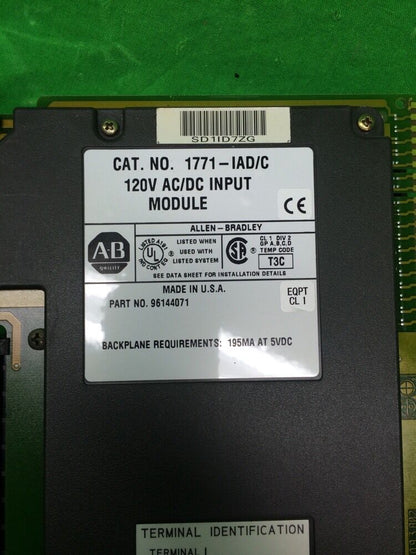 SD1ID7ZG
CAT. NO. 1771-IAD/C
120V AC/DC INPUT
MODULE
CE
ALLEN-BRADLEY
AB
QUALITY
UL
LISTED WHEN
USED WITH
LISTED SYSTEM
CL 1 DIV 2
GP A,B,C,D
TEMP CODE
T3C
SEE DATA SHEET FOR INSTALLATION DETAILS
MADE IN U.S.A.
PART NO. 96144071
EQPT
CL 1
BACKPLANE REQUIREMENTS: 195MA AT 5VDC
TERMINAL IDENTIFICATION
TERMINAL